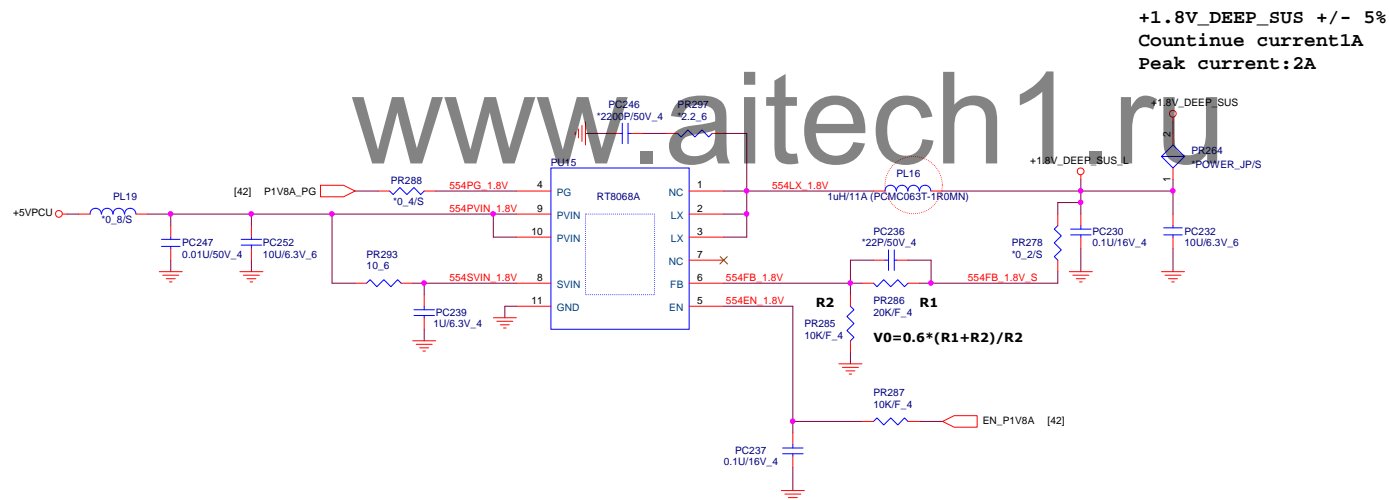 +1.8V_DEEP_SUS +/- 5%
Countinue current1A
Peak current:2A
www.aitech1.ru
PC246
*2200P/50V_4
PR297
*2.2_6
+1.8V_DEEP_SUS
2
PR264
*POWER_JP/S
1
+1.8V_DEEP_SUS_L
PU15
RT8068A
[42]
P1V8A_PG
PR288
*0_4/S
554PG_1.8V
4
PG
NC
1
554LX_1.8V
PL16
1uH/11A (PCMC063T-1R0MN)
+5VPCU
PL19
*0_8/S
554PVIN_1.8V
9
PVIN
LX
2
10
PVIN
LX
3
PC247
0.01U/50V_4
PC252
10U/6.3V_6
PC236
*22P/50V_4
PR278
*0_2/S
PC230
0.1U/16V_4
PC232
10U/6.3V_6
NC
7
PR293
10_6
554SVIN_1.8V
8
SVIN
FB
6
554FB_1.8V
554FB_1.8V_S
11
GND
EN
5
554EN_1.8V
PC239
1U/6.3V_4
R2
PR286
20K/F_4
R1
PR285
10K/F_4
V0=0.6*(R1+R2)/R2
PR287
10K/F_4
EN_P1V8A
[42]
PC237
0.1U/16V_4